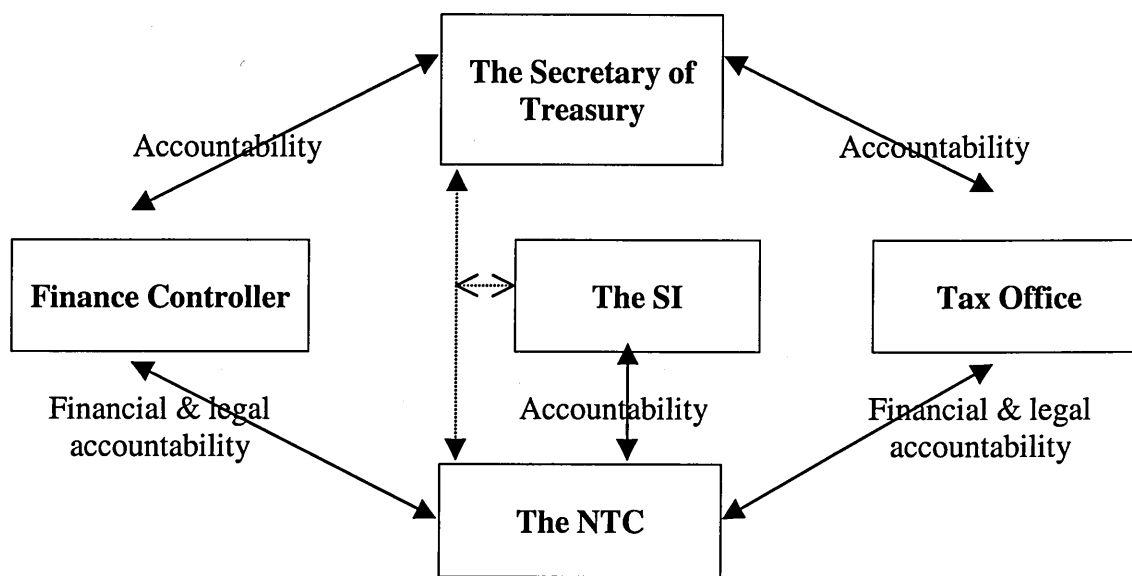 The Secretary of
Treasury
Accountability
Accountability
Finance Controller
The SI
Tax Office
Financial & legal
accountability
Accountability
Financial & legal
accountability
The NTC